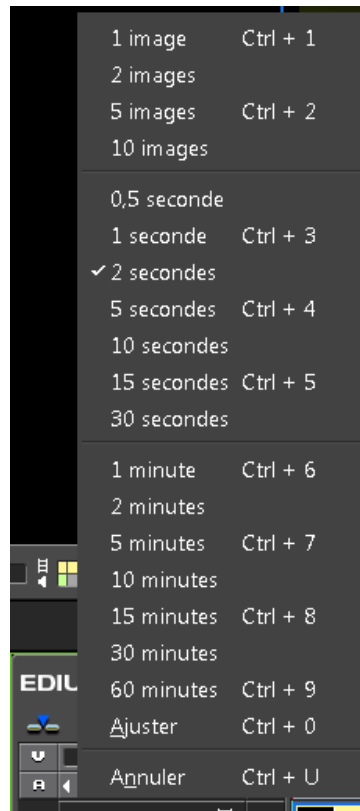 1 image Ctrl + 1
2 images
5 images Ctrl + 2
10 images
0,5 seconde
1 seconde Ctrl + 3
2 secondes
5 secondes Ctrl + 4
10 secondes
15 secondes Ctrl + 5
30 secondes
1 minute Ctrl + 6
2 minutes
5 minutes Ctrl + 7
10 minutes
15 minutes Ctrl + 8
30 minutes
60 minutes Ctrl + 9
EDIU
Ajuster Ctrl + 0
V
A
Annuler Ctrl + U